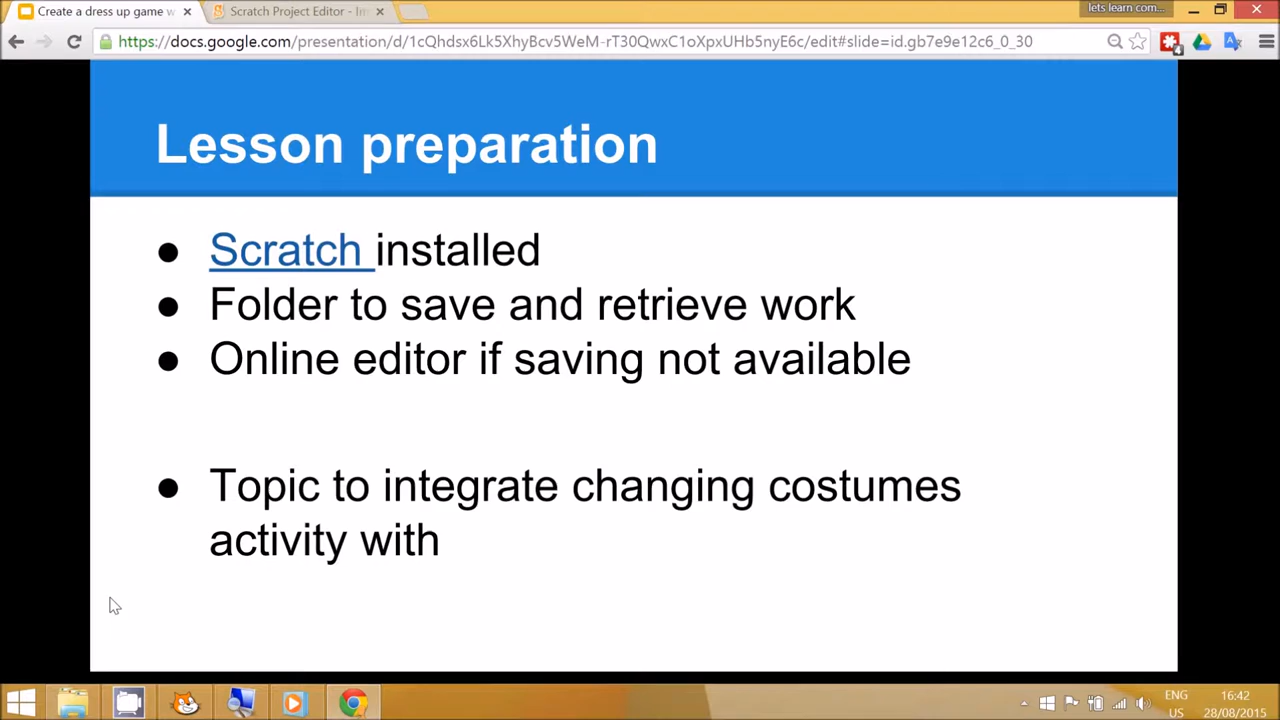 Create a dress up game w
Scratch Project Editor - Im
lets learn com...
https://docs.google.com/presentation/d/1cQhdsx6Lk5XhyBcv5WeM-rT30QwxC1oXpxUHb5nyE6c/edit#slide=id.gb7e9e12c6_0_30
4
Lesson preparation
● Scratch installed
● Folder to save and retrieve work
● Online editor if saving not available
● Topic to integrate changing costumes
activity with
ENG
US
16:42
28/08/2015